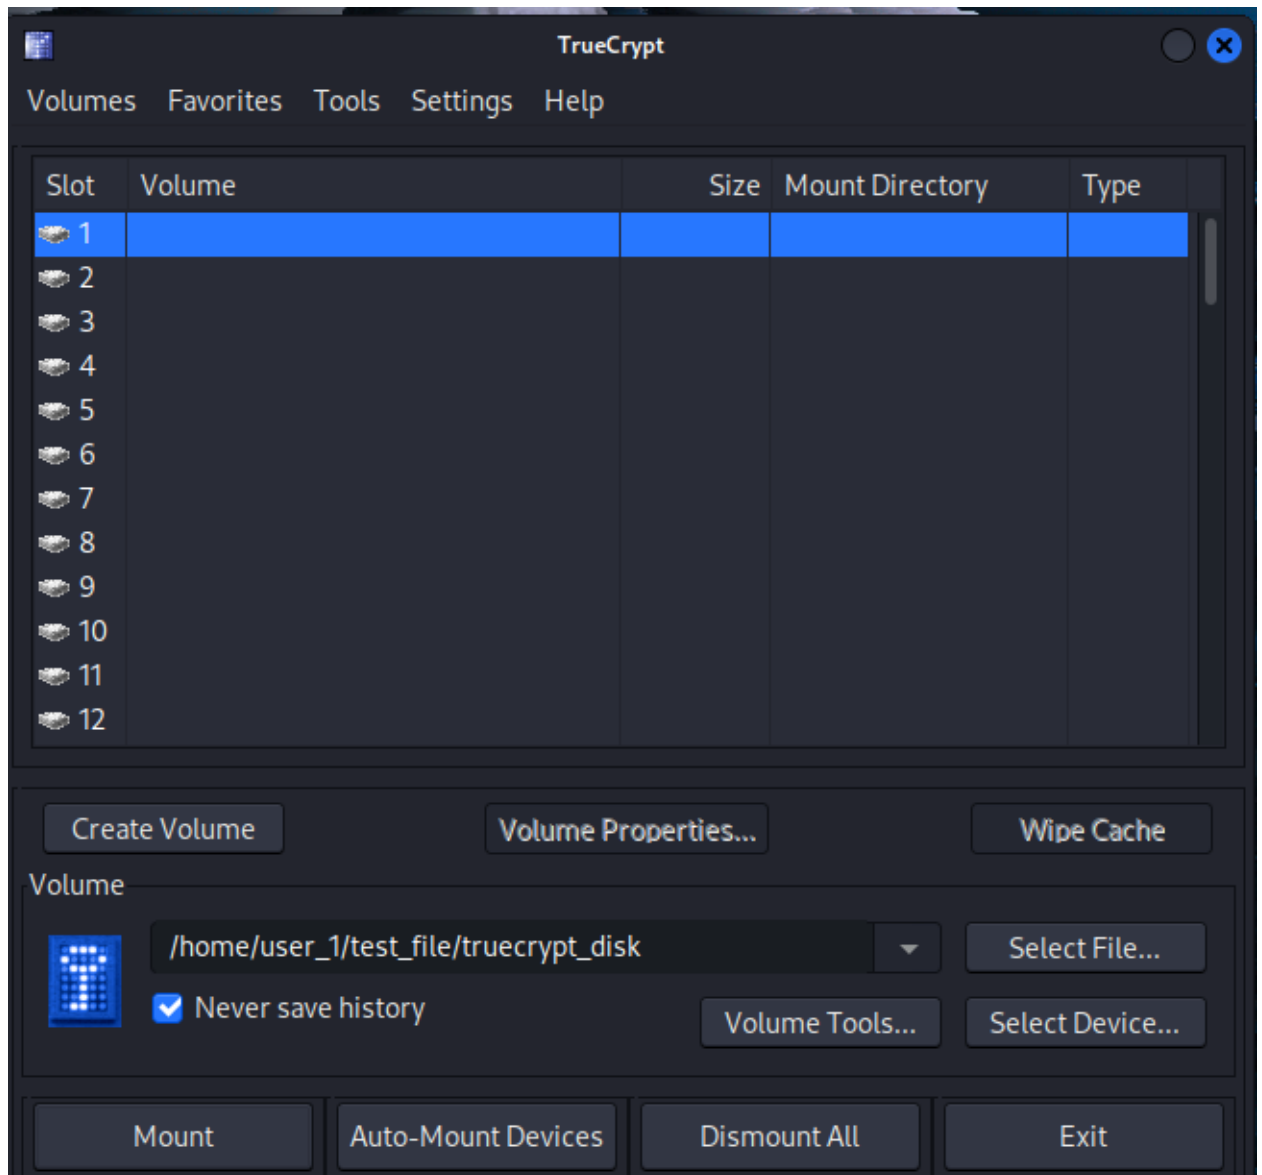 TrueCrypt
Volumes Favorites Tools Settings Help
Slot Volume Size Mount Directory Type
1
2
3
4
5
6
7
8
9
10
11
12
Create Volume Volume Properties... Wipe Cache
Volume
/home/user_1/test_file/truecrypt_disk Select File...
Never save history Volume Tools... Select Device...
Mount Auto-Mount Devices Dismount All Exit